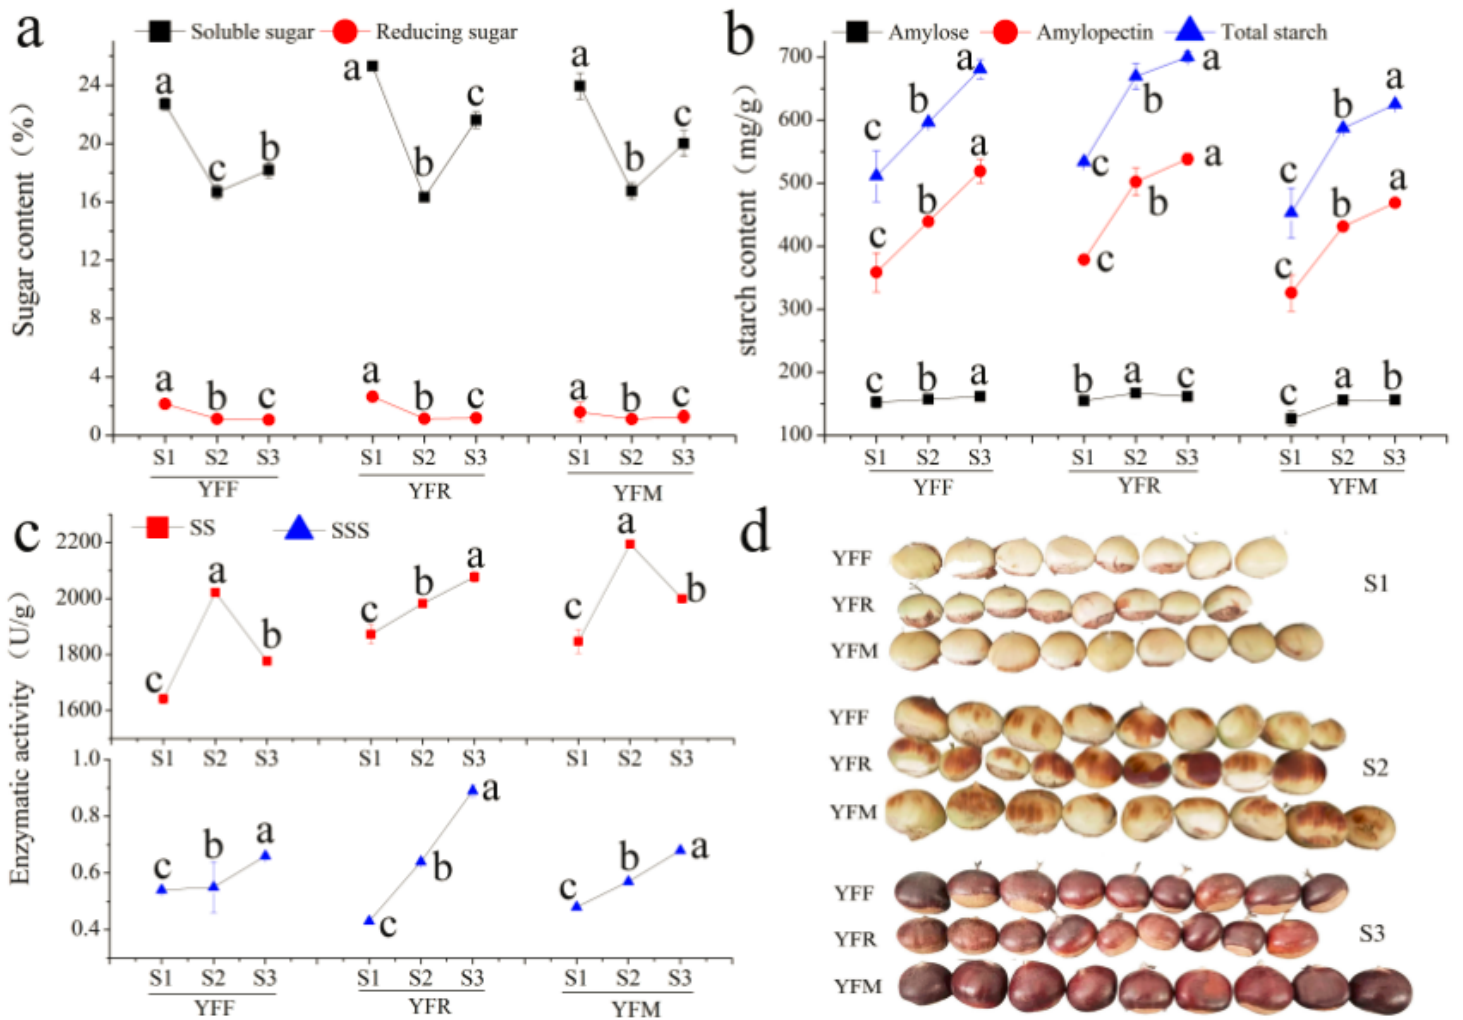 a
Soluble sugar Reducing sugar
Sugar content (%)
24
20
16
12
8
4
0
a c b
a b c
a b c
a b c
a b c
a b c
S1 S2 S3 S1 S2 S3 S1 S2 S3
YFF YFR YFM
b
Amylose Amylopectin Total starch
starch content (mg/g)
700
600
500
400
300
200
100
c b a
c b a
c b a
c b a
c b a
c b a
c b a
b a c
c a b
S1 S2 S3 S1 S2 S3 S1 S2 S3
YFF YFR YFM
c
SS SSS
Enzymatic activity (U/g)
2200
2000
1800
1600
c a b
c b a
c a b
S1 S2 S3 S1 S2 S3 S1 S2 S3
1.0
0.8
0.6
0.4
c b a
c b a
c b a
S1 S2 S3 S1 S2 S3 S1 S2 S3
YFF YFR YFM
d
YFF
YFR
YFM
S1
YFF
YFR
YFM
S2
YFF
YFR
YFM
S3